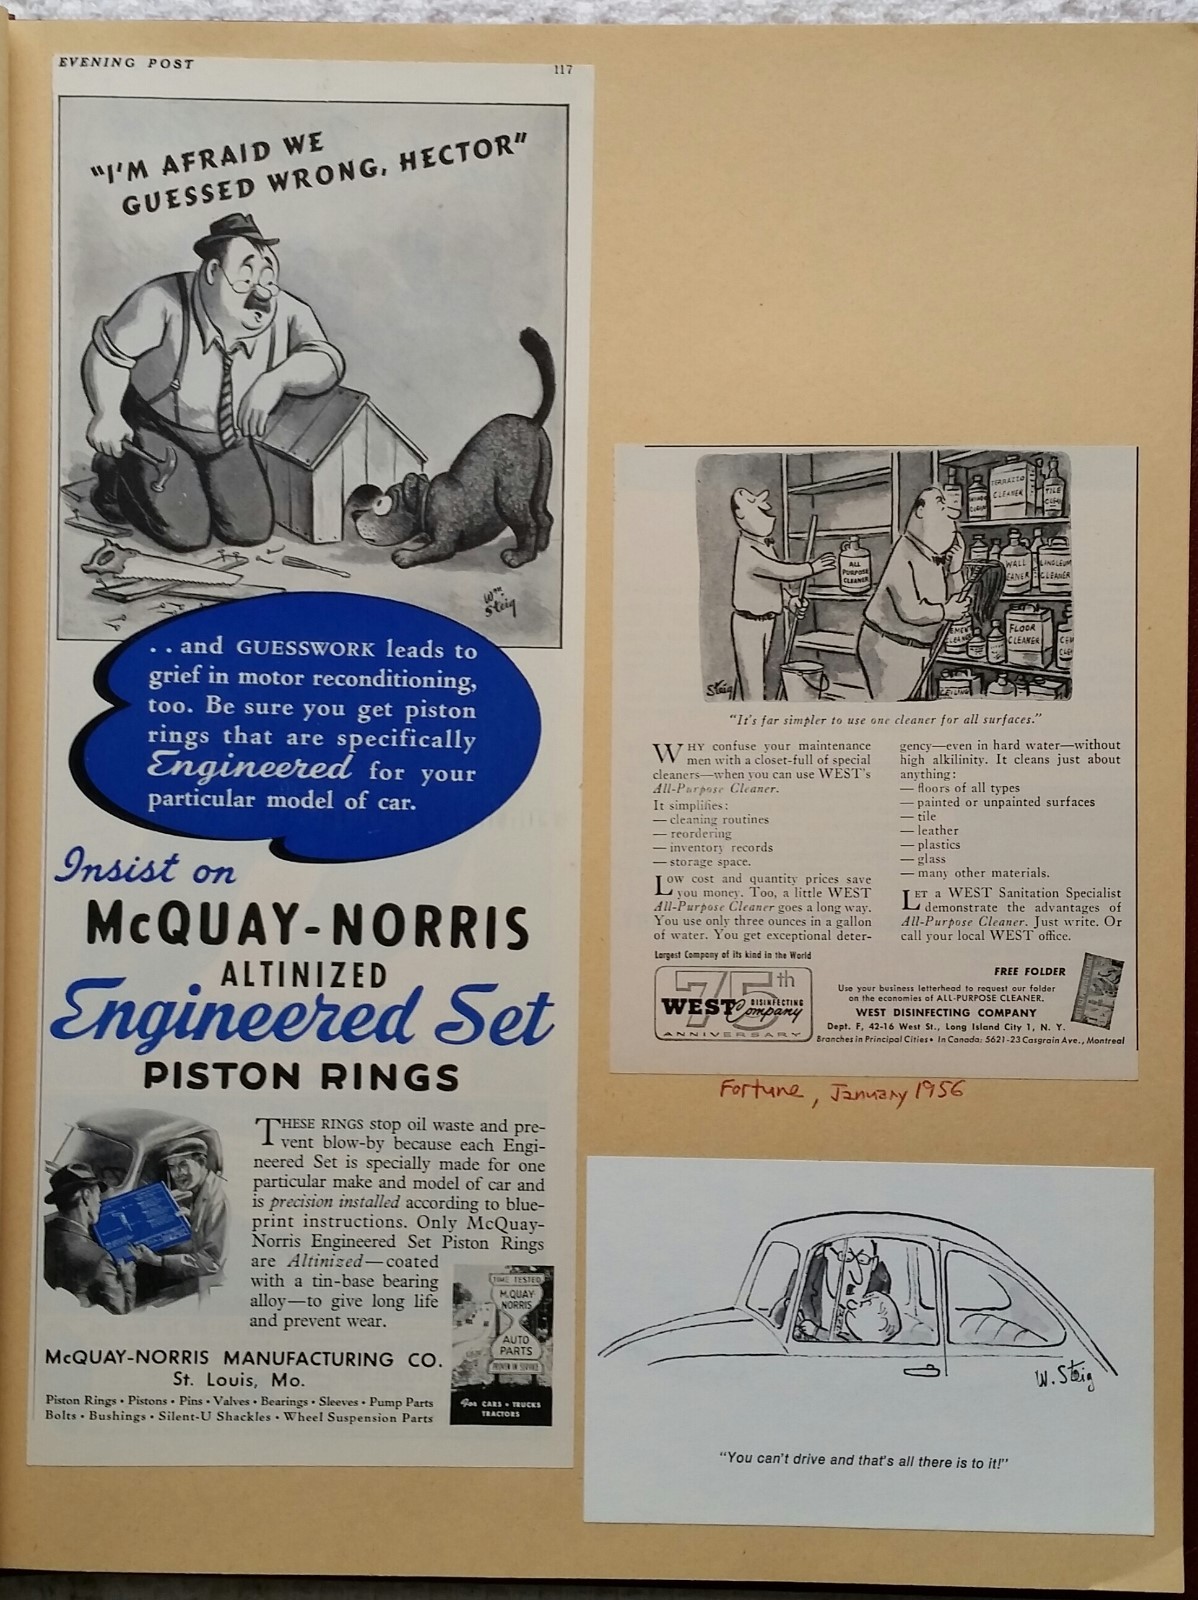 EVENING POST
117
"I'M AFRAID WE
GUESSED WRONG, HECTOR"
Wm
Steig
. . and GUESSWORK leads to
grief in motor reconditioning,
too. Be sure you get piston
rings that are specifically
Engineered for your
particular model of car.
Insist on
McQUAY-NORRIS
ALTINIZED
Engineered Set
PISTON RINGS
THESE RINGS stop oil waste and pre-
vent blow-by because each Engi-
neered Set is specially made for one
particular make and model of car and
is precision installed according to blue-
print instructions. Only McQuay-
Norris Engineered Set Piston Rings
are Altinized—coated
with a tin-base bearing
alloy—to give long life
and prevent wear.
TIME TESTED
McQUAY
NORRIS
AUTO
PARTS
PROVEN IN SERVICE
For CARS • TRUCKS
TRACTORS
McQUAY-NORRIS MANUFACTURING CO.
St. Louis, Mo.
Piston Rings • Pistons • Pins • Valves • Bearings • Sleeves • Pump Parts
Bolts • Bushings • Silent-U Shackles • Wheel Suspension Parts
TERRAZZO
CLEANER
TILE
ALL
PURPOSE
CLEANER
WALL
LINOLEUM
CLEANER
FLOOR
CLEANER
CEILING
Steig
"It's far simpler to use one cleaner for all surfaces."
WHY confuse your maintenance
men with a closet-full of special
cleaners—when you can use WEST's
All-Purpose Cleaner.
It simplifies:
— cleaning routines
— reordering
— inventory records
— storage space.
Low cost and quantity prices save
you money. Too, a little WEST
All-Purpose Cleaner goes a long way.
You use only three ounces in a gallon
of water. You get exceptional deter-
gency—even in hard water—without
high alkilinity. It cleans just about
anything:
— floors of all types
— painted or unpainted surfaces
— tile
— leather
— plastics
— glass
— many other materials.
LET a WEST Sanitation Specialist
demonstrate the advantages of
All-Purpose Cleaner. Just write. Or
call your local WEST office.
Largest Company of its kind in the World
75th
WEST DISINFECTING
Company
ANNIVERSARY
FREE FOLDER
Use your business letterhead to request our folder
on the economies of ALL-PURPOSE CLEANER.
WEST DISINFECTING COMPANY
Dept. F, 42-16 West St., Long Island City 1, N. Y.
Branches in Principal Cities • In Canada: 5621-23 Casgrain Ave., Montreal
Fortune, January 1956
W. Steig
"You can't drive and that's all there is to it!"